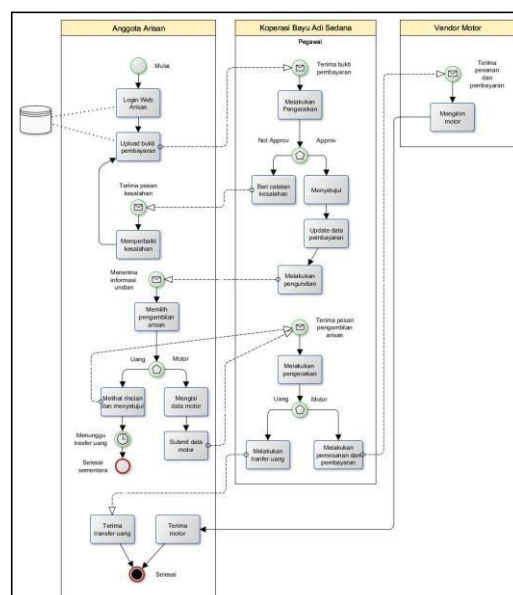 Anggota Arisan
Koperasi Bayu Adi Sedana
Vendor Motor
Pegawai
Mulai
Login Web
Arisan
Upload bukti
pembayaran
Terima pesan
kesalahan
Memperbaiki
kesalahan
Menerima
informasi
undian
Memilih
pengambilan
arisan
Uang
Motor
Melihat rincian
dan menyetujui
Mengisi
data motor
Menunggu
trasfer uang
Submit data
motor
Selesai
sementara
Terima
transfer uang
Terima
motor
Selesai
Terima bukti
pembayaran
Melakukan
Pengecekan
Not Approv
Approv
Beri catatan
kesalahan
Menyetujui
Update data
pembayaran
Melakukan
pengundian
Terima pesan
pengambilan
arisan
Melakukan
pengecekan
Uang
Motor
Melakukan
tranfer uang
Melakukan
pemesanan dan
pembayaran
Terima
pesanan
dan
pembayaran
Mengirim
motor